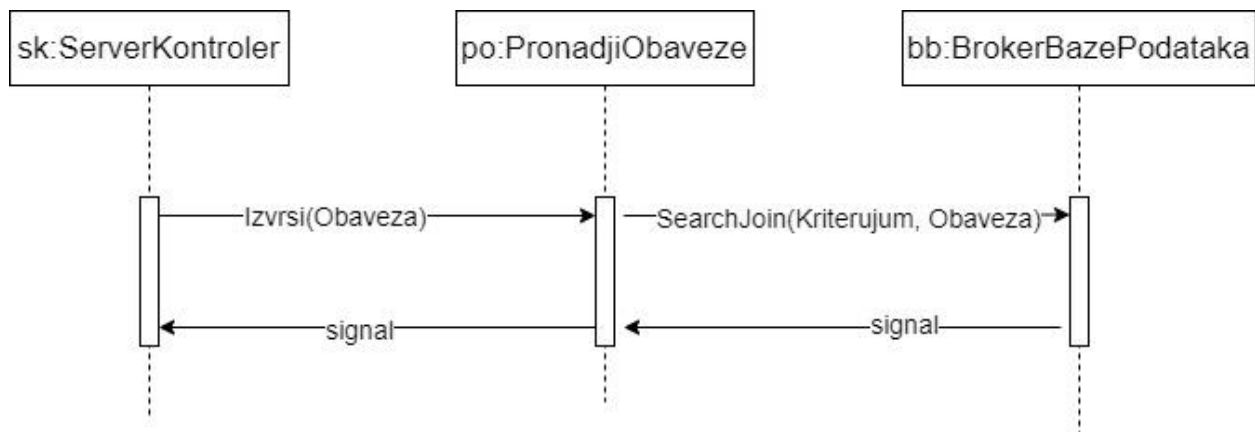 sk:ServerKontroler
po:PronadjiObaveze
bb:BrokerBazePodataka
Izvrsi(Obaveza)
SearchJoin(Kriterujum, Obaveza)
signal
signal